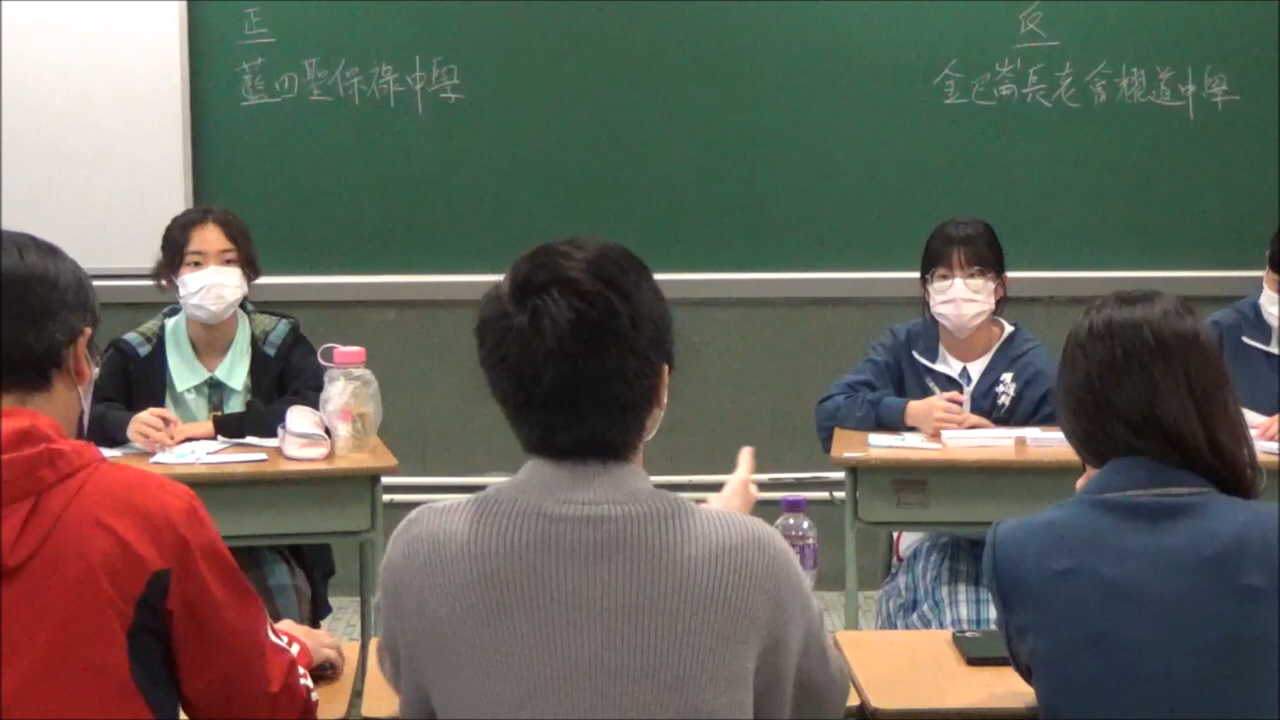 正
藍田聖保祿中學
反
金巴崙長老會耀道中學